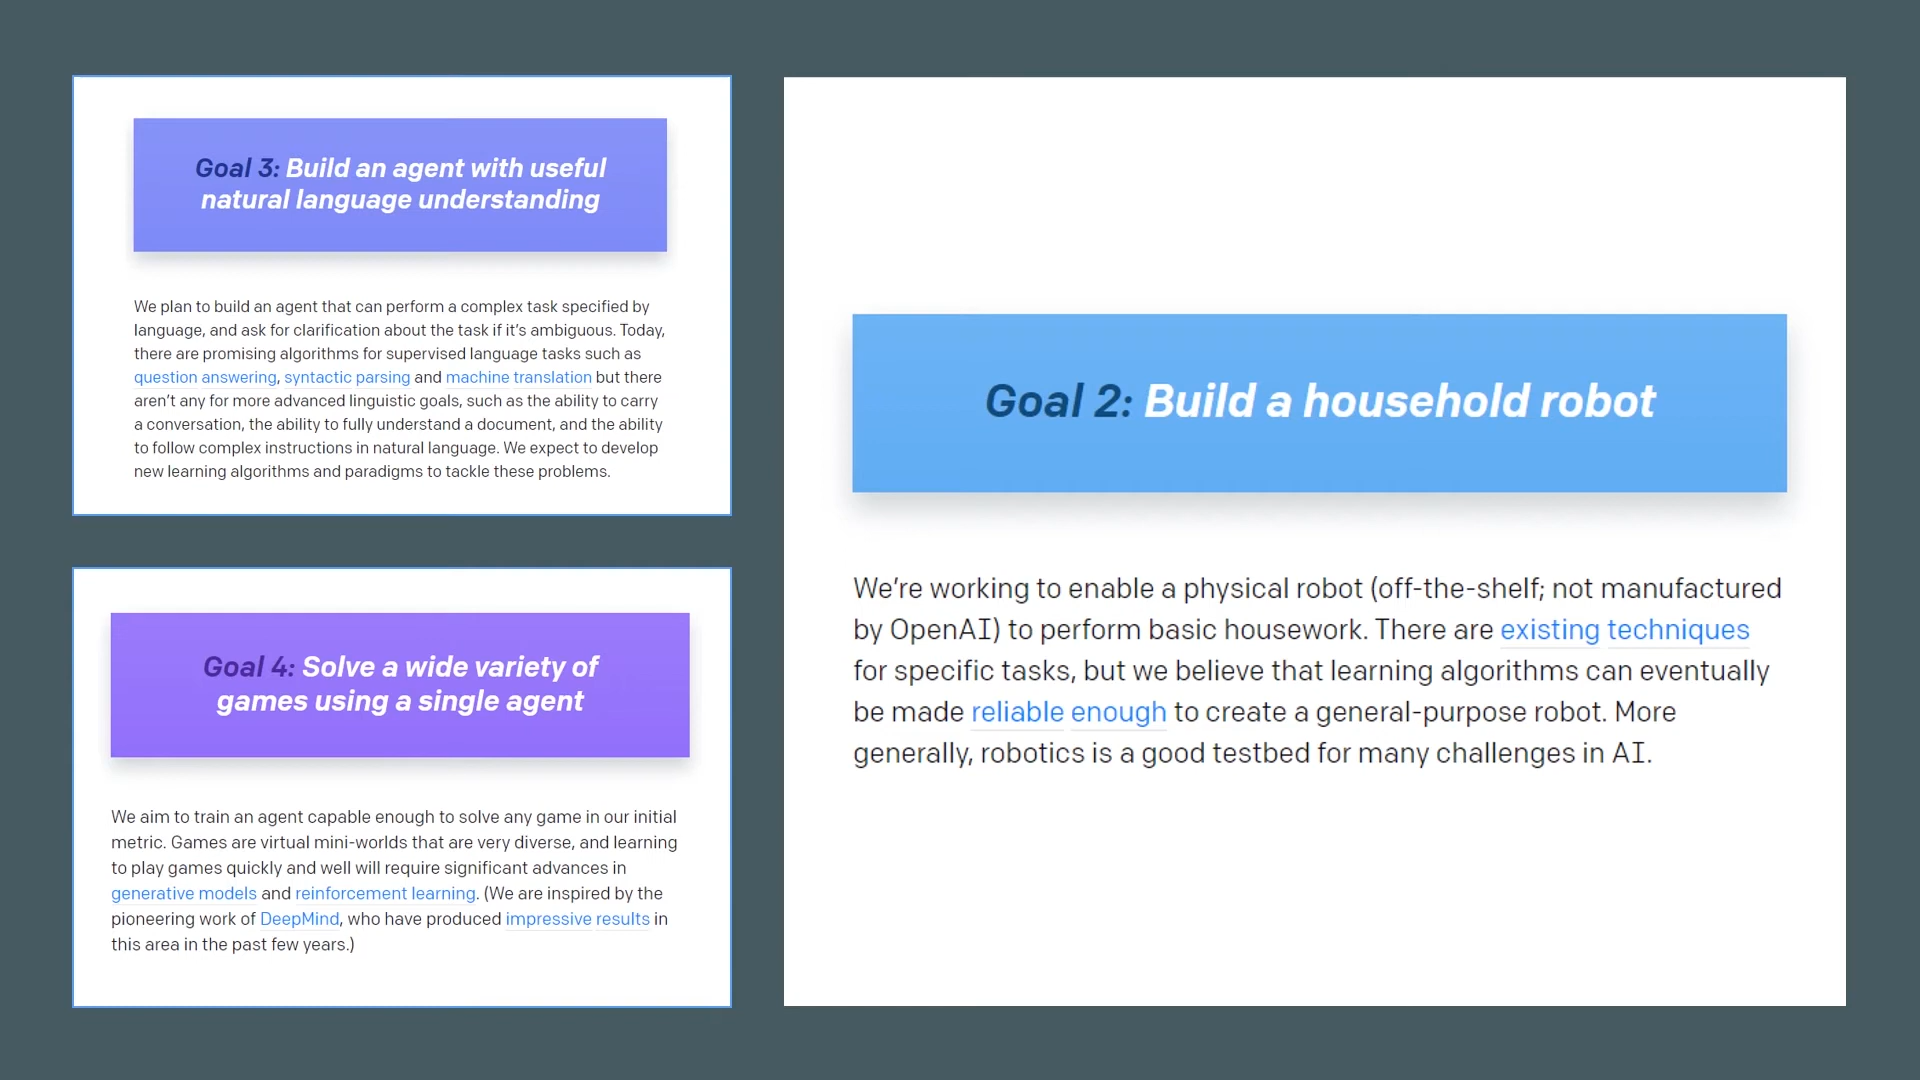 Goal 3: Build an agent with useful
natural language understanding
We plan to build an agent that can perform a complex task specified by
language, and ask for clarification about the task if it’s ambiguous. Today,
there are promising algorithms for supervised language tasks such as
question answering, syntactic parsing and machine translation but there
aren’t any for more advanced linguistic goals, such as the ability to carry
a conversation, the ability to fully understand a document, and the ability
to follow complex instructions in natural language. We expect to develop
new learning algorithms and paradigms to tackle these problems.
Goal 4: Solve a wide variety of
games using a single agent
We aim to train an agent capable enough to solve any game in our initial
metric. Games are virtual mini-worlds that are very diverse, and learning
to play games quickly and well will require significant advances in
generative models and reinforcement learning. (We are inspired by the
pioneering work of DeepMind, who have produced impressive results in
this area in the past few years.)
Goal 2: Build a household robot
We’re working to enable a physical robot (off-the-shelf; not manufactured
by OpenAI) to perform basic housework. There are existing techniques
for specific tasks, but we believe that learning algorithms can eventually
be made reliable enough to create a general-purpose robot. More
generally, robotics is a good testbed for many challenges in AI.